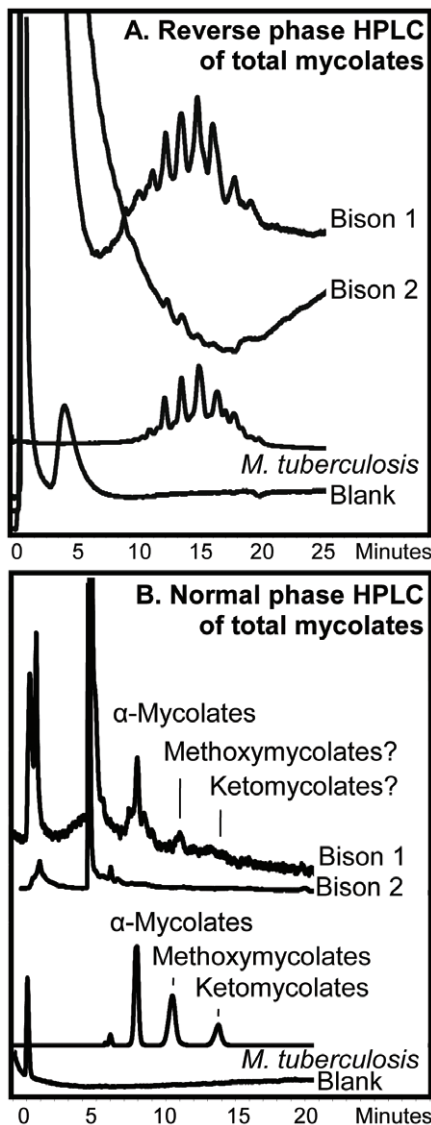 A. Reverse phase HPLC
of total mycolates
Bison 1
Bison 2
M. tuberculosis
Blank
0 5 10 15 20 25 Minutes
B. Normal phase HPLC
of total mycolates
α-Mycolates
Methoxymycolates?
Ketomycolates?
Bison 1
Bison 2
α-Mycolates
Methoxymycolates
Ketomycolates
M. tuberculosis
Blank
0 5 10 15 20 Minutes